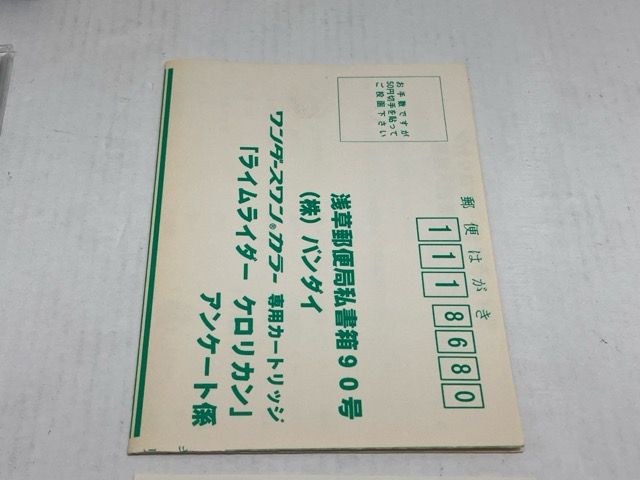 郵便はがき
1118680
お手数ですが
50円切手を貼って
ご投函下さい
浅草郵便局私書箱90号
(株)バンダイ
ワンダースワン®カラー 専用カートリッジ
「ライムライダー ケロリカン」
アンケート係